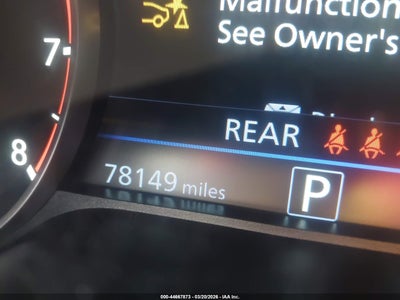 Malfunction
See Owner's
7
REAR
8
78149 miles
P
000-44667873 - 03/20/2026 - IAA Inc.